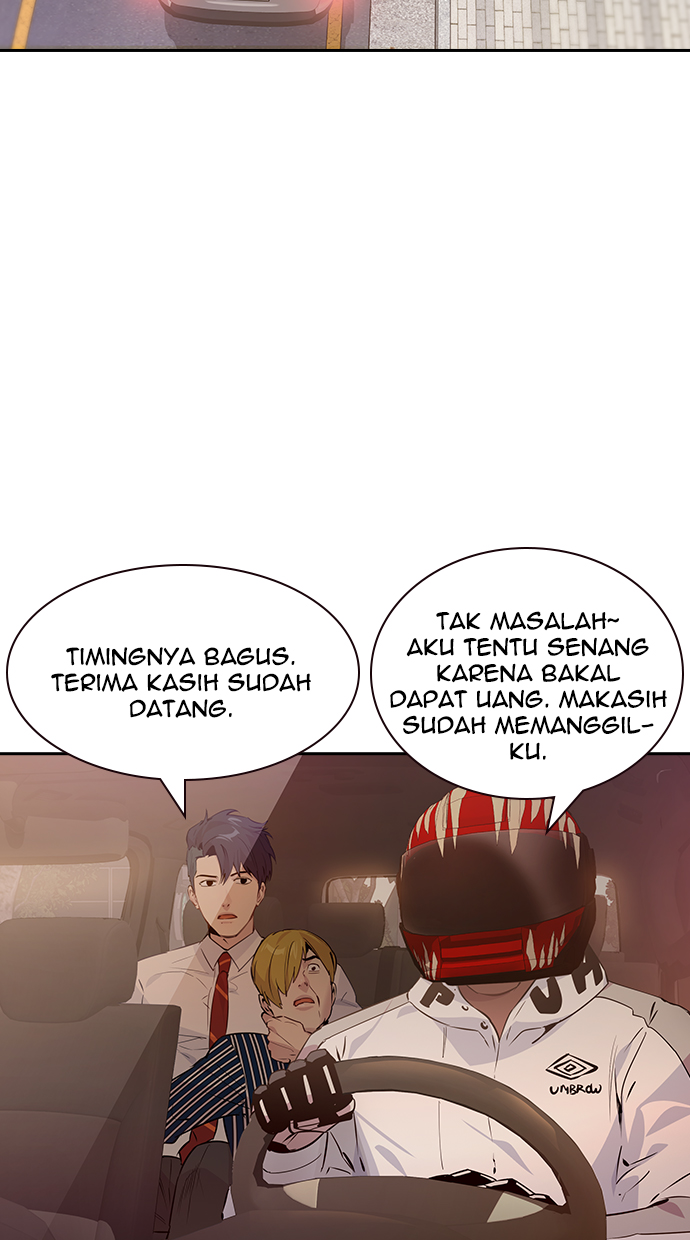 TIMINGNYA BAGUS.
TERIMA KASIH SUDAH
DATANG.
TAK MASALAH~
AKU TENTU SENANG
KARENA BAKAL
DAPAT UANG. MAKASIH
SUDAH MEMANGGIL-
KU.
UMBROW